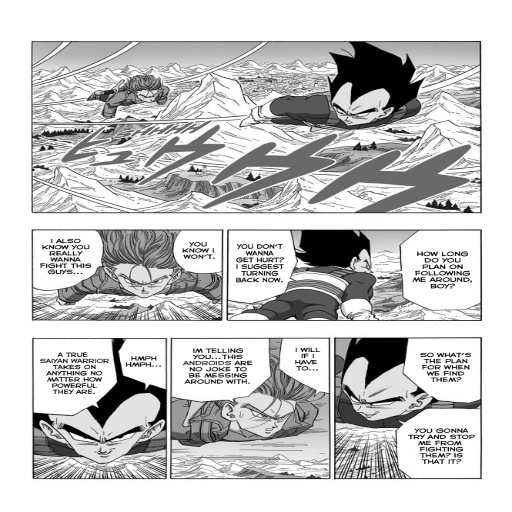 HOW LONG
DO YOU
PLAN ON
FOLLOWING
ME AROUND,
BOY?
YOU DON'T
WANNA
GET HURT?
I SUGGEST
TURNING
BACK NOW.
YOU KNOW
I WON'T.
I ALSO
KNOW YOU
REALLY
WANNA
FIGHT THIS
GUYS...
SO WHAT'S
THE PLAN
FOR WHEN
WE FIND
THEM?
YOU GONNA
TRY AND STOP
ME FROM
FIGHTING
THEM? IS
THAT IT?
I WILL
IF I
HAVE
TO...
IM TELLING
YOU...THIS
ANDROIDS ARE
NO JOKE TO
BE MESSING
AROUND WITH.
HMPH
HMPH...
A TRUE
SAIYAN WARRIOR
TAKES ON
ANYTHING NO
MATTER HOW
POWERFUL
THEY ARE.